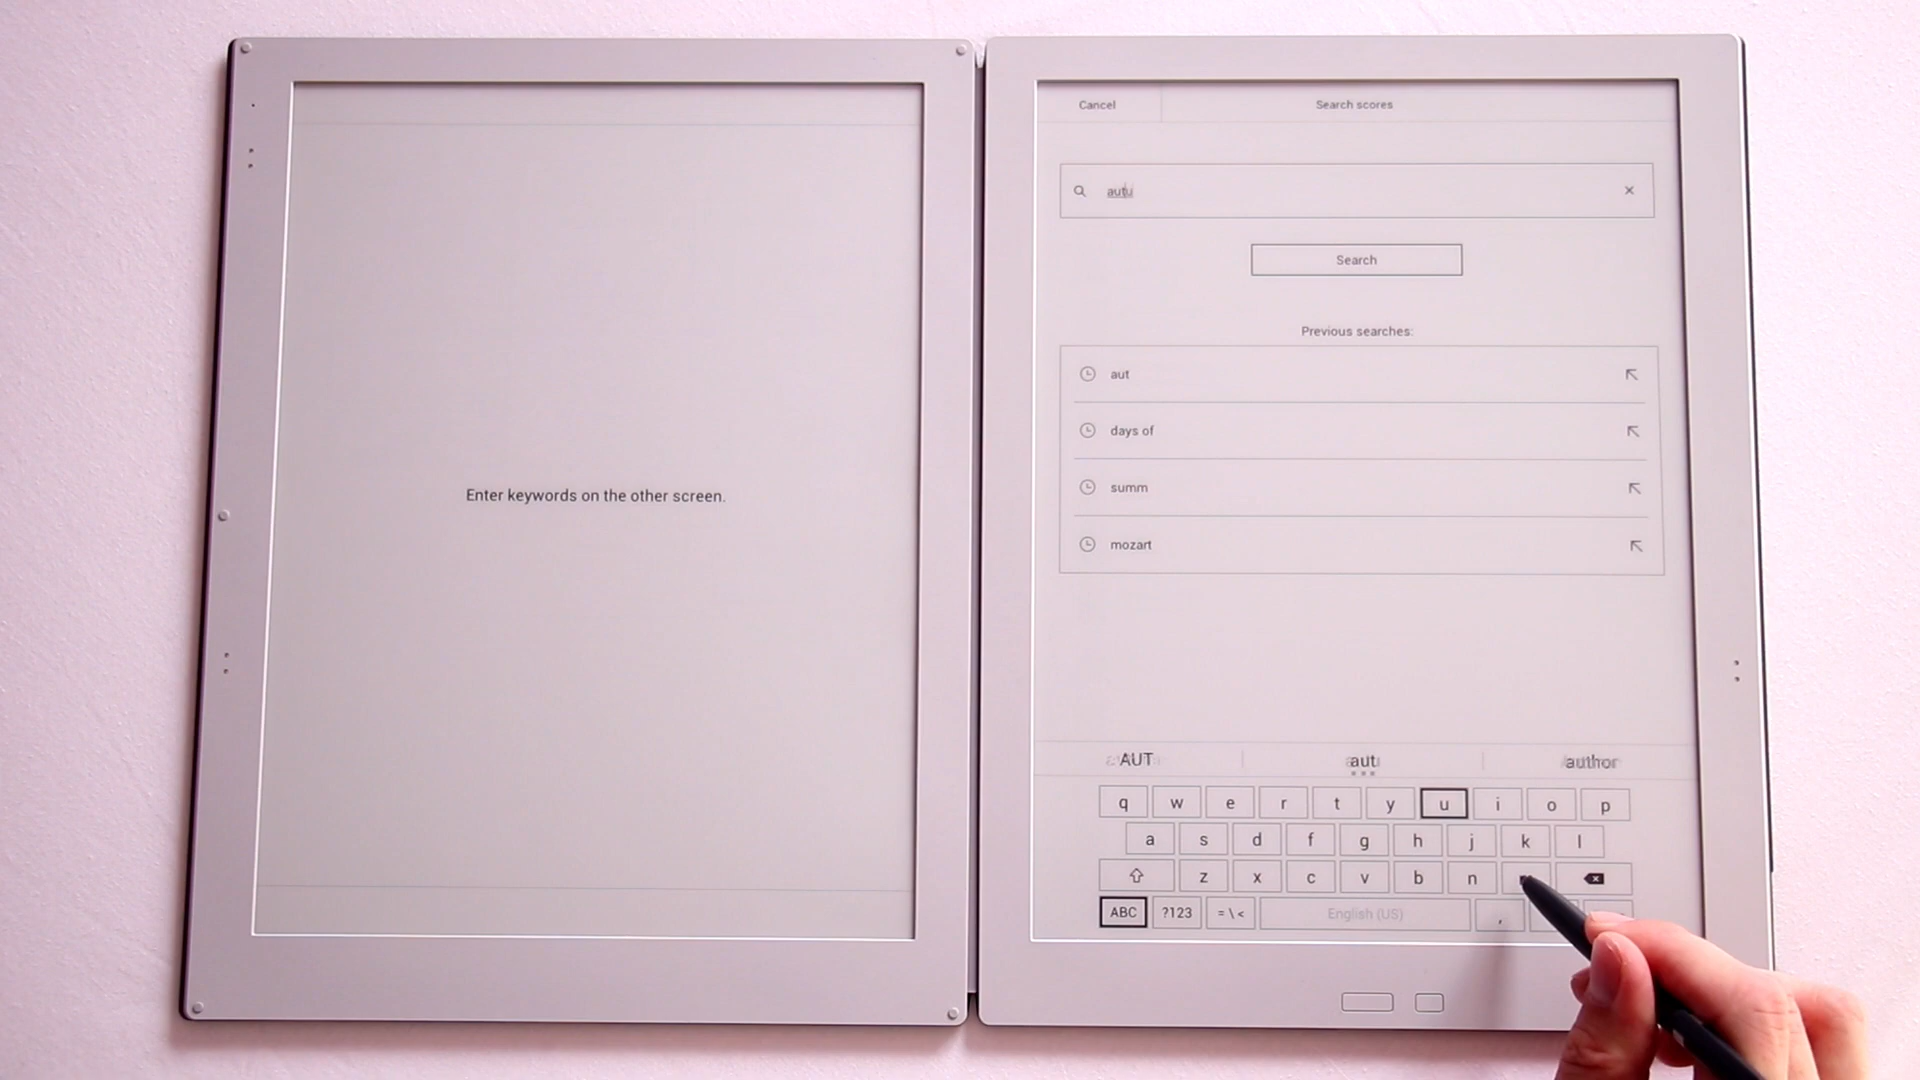 Enter keywords on the other screen.
Cancel
Search scores
autu
Search
Previous searches:
aut
days of
summ
mozart
AUT aut author
q w e r t y u i o p
a s d f g h j k l
z x c v b n
ABC ?123 = \ < English (US) ,